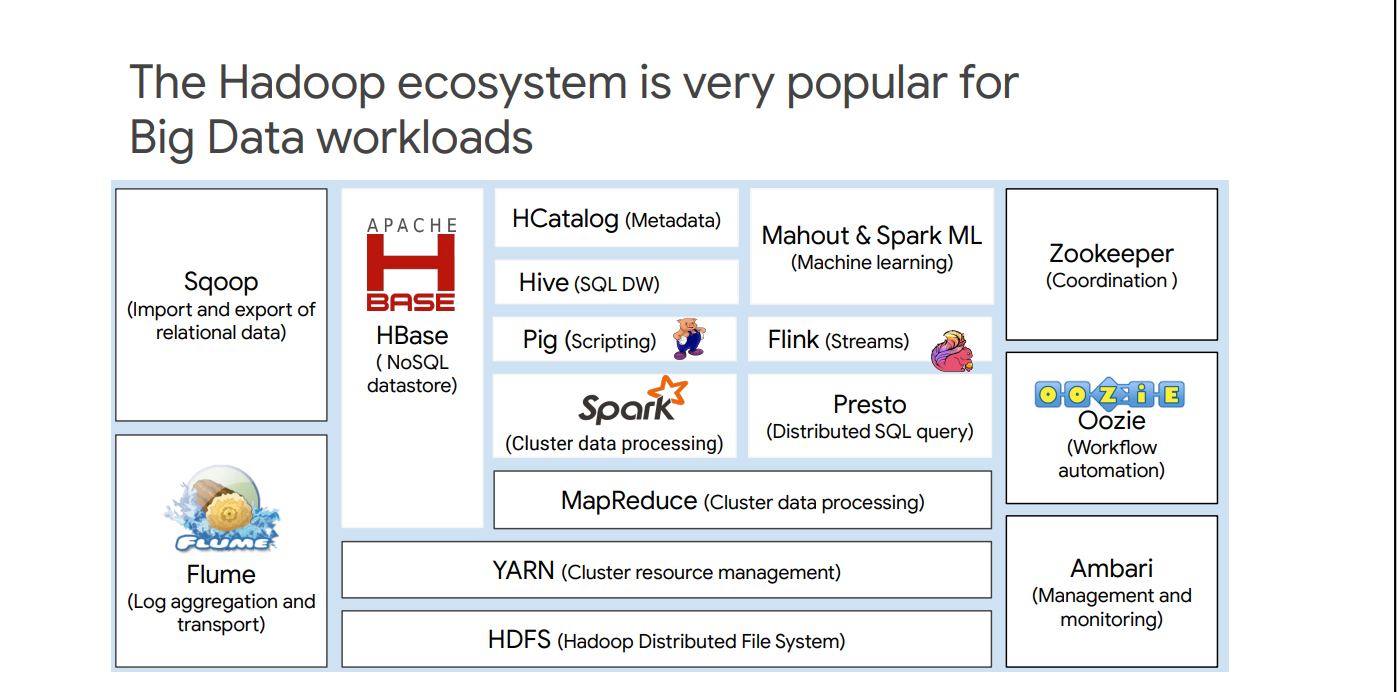 The Hadoop ecosystem is very popular for
Big Data workloads
Sqoop
(Import and export of
relational data)
FLUME
Flume
(Log aggregation and
transport)
APACHE
H
BASE
HBase
( NoSQL
datastore)
HCatalog (Metadata)
Hive (SQL DW)
Pig (Scripting)
Spark
(Cluster data processing)
Mahout & Spark ML
(Machine learning)
Flink (Streams)
Presto
(Distributed SQL query)
MapReduce (Cluster data processing)
YARN (Cluster resource management)
HDFS (Hadoop Distributed File System)
Zookeeper
(Coordination )
OOZiE
Oozie
(Workflow
automation)
Ambari
(Management and
monitoring)